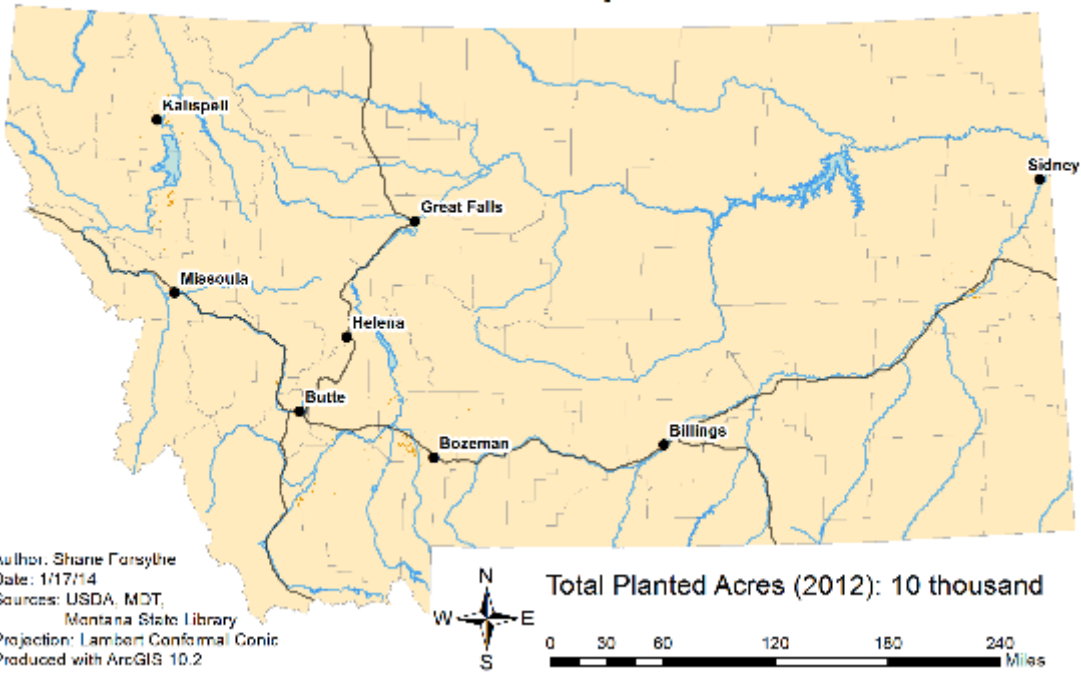 Kalispell
Sidney
Great Falls
Missoula
Helena
Butte
Bozeman
Billings
Author: Shane Forsythe
Date: 1/17/14
Sources: USDA, MDT,
Montana State Library
Projection: Lambert Conformal Conic
Produced with ArcGIS 10.2
N
W E
S
Total Planted Acres (2012): 10 thousand
0 30 60 120 180 240
Miles